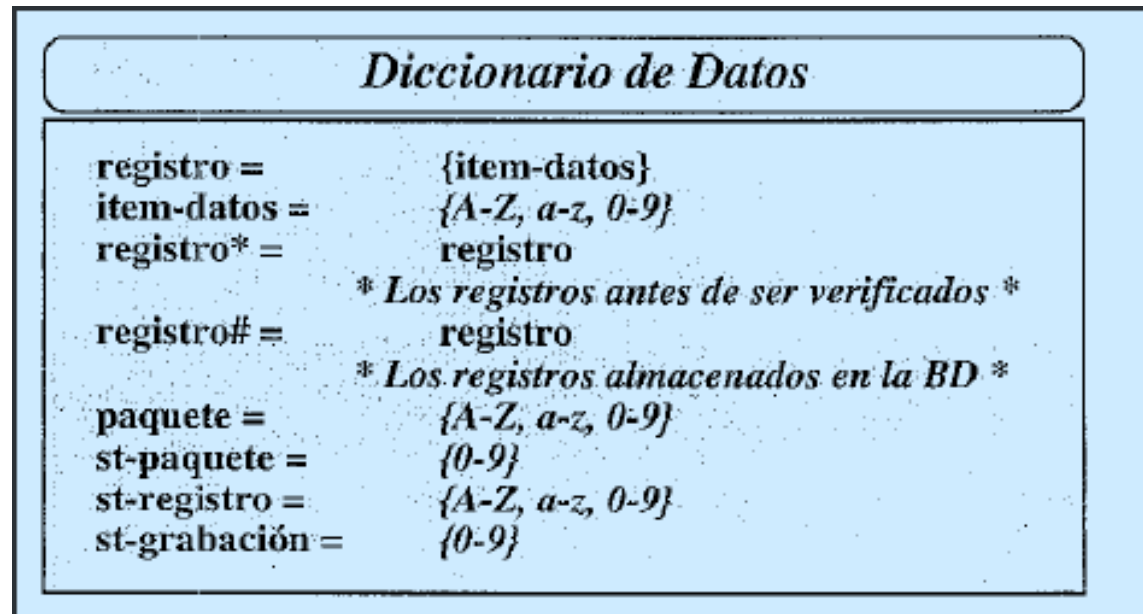 Diccionario de Datos
registro = {item-datos}
item-datos = {A-Z, a-z, 0-9}
registro* = registro
* Los registros antes de ser verificados *
registro# = registro
* Los registros almacenados en la BD *
paquete = {A-Z, a-z, 0-9}
st-paquete = {0-9}
st-registro = {A-Z, a-z, 0-9}
st-grabación = {0-9}